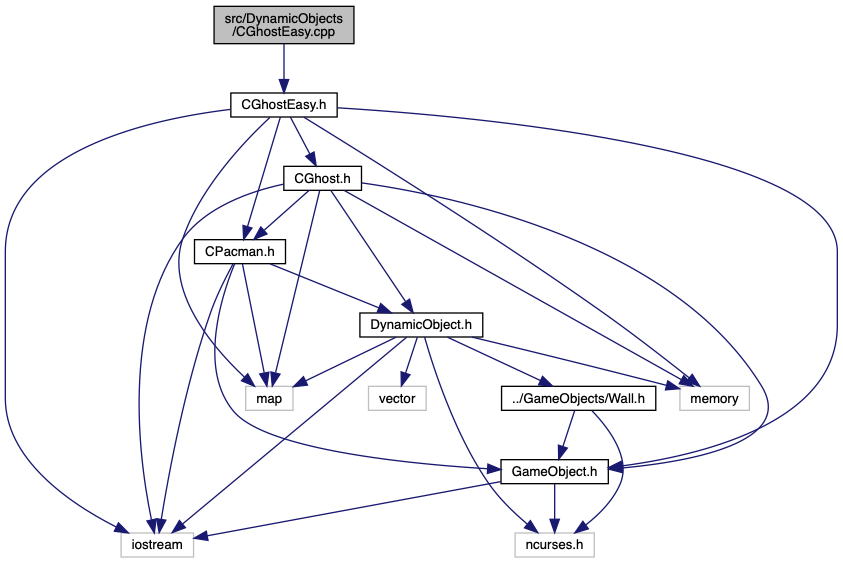 src/DynamicObjects
/CGhostEasy.cpp
CGhostEasy.h
CGhost.h
CPacman.h
DynamicObject.h
map
vector
../GameObjects/Wall.h
memory
GameObject.h
iostream
ncurses.h